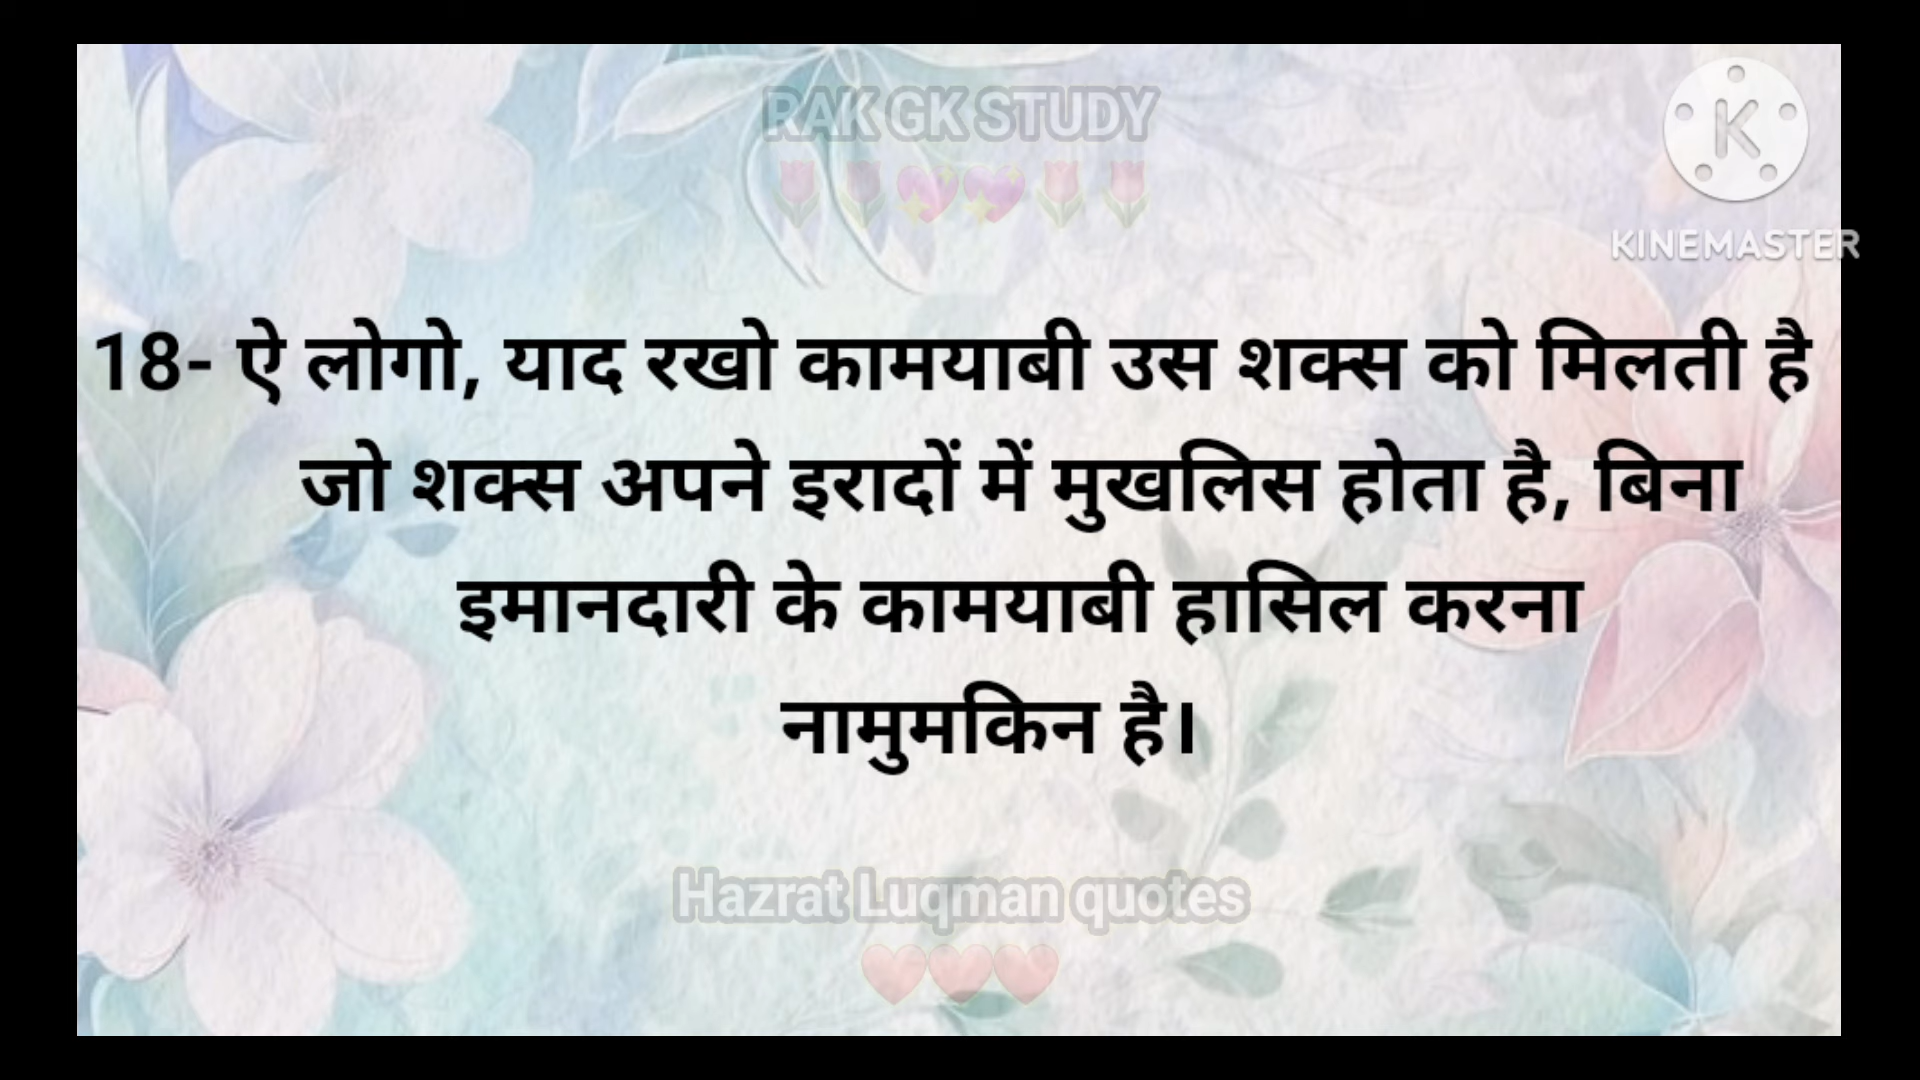 RAK GK STUDY
K
KINEMASTER
18- ऐ लोगो, याद रखो कामयाबी उस शक्स को मिलती है
जो शक्स अपने इरादों में मुखलिस होता है, बिना
इमानदारी के कामयाबी हासिल करना
नामुमकिन है।
Hazrat Luqman quotes